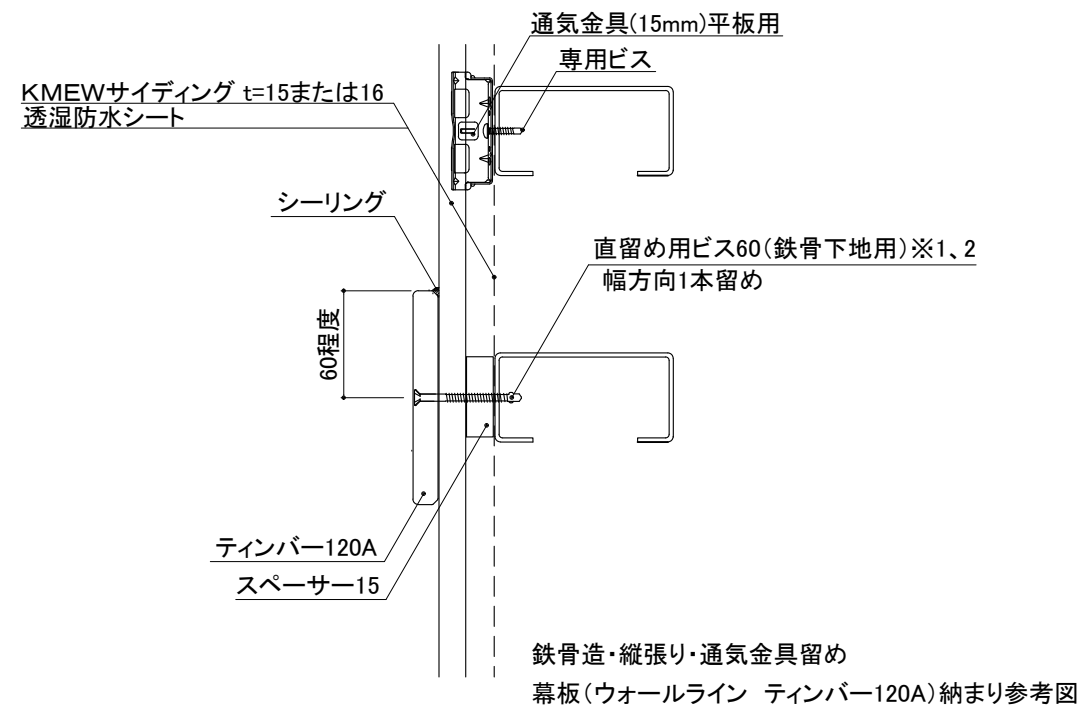 通気金具(15mm)平板用
専用ビス
KMEWサイディング t=15または16
透湿防水シート
シーリング
直留め用ビス60(鉄骨下地用)※1、2
幅方向1本留め
60程度
ティンバー120A
スペーサー15
鉄骨造・縦張り・通気金具留め
幕板(ウォールライン ティンバー120A)納まり参考図